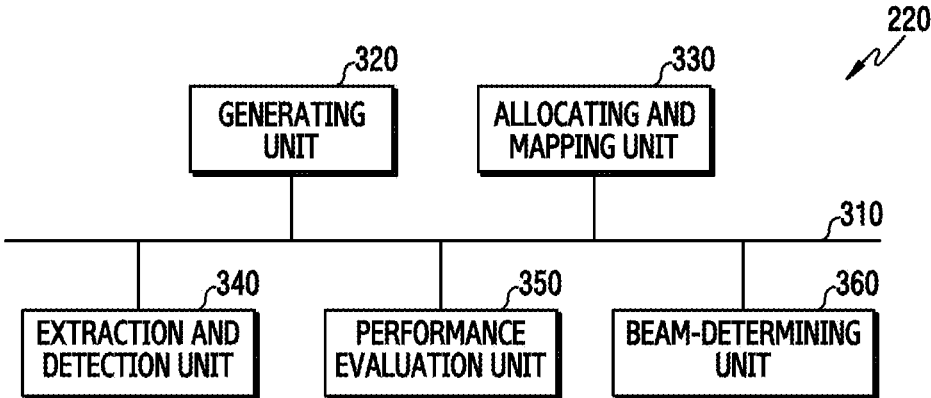 220
320
330
GENERATING
UNIT
ALLOCATING AND
MAPPING UNIT
310
340
350
360
EXTRACTION AND
DETECTION UNIT
PERFORMANCE
EVALUATION UNIT
BEAM-DETERMINING
UNIT